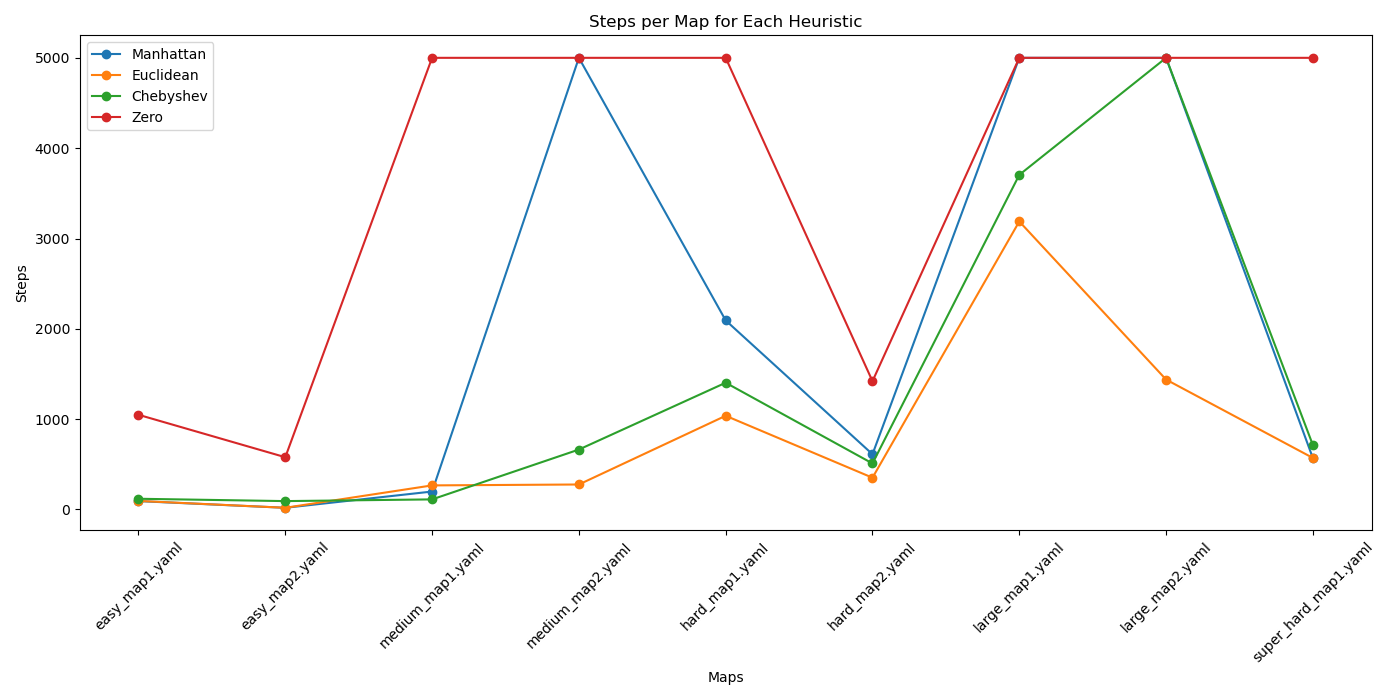 Steps per Map for Each Heuristic
Manhattan
Euclidean
Chebyshev
Zero
5000
4000
3000
2000
1000
0
Steps
easy_map1.yaml
easy_map2.yaml
medium_map1.yaml
medium_map2.yaml
hard_map1.yaml
hard_map2.yaml
large_map1.yaml
large_map2.yaml
super_hard_map1.yaml
Maps